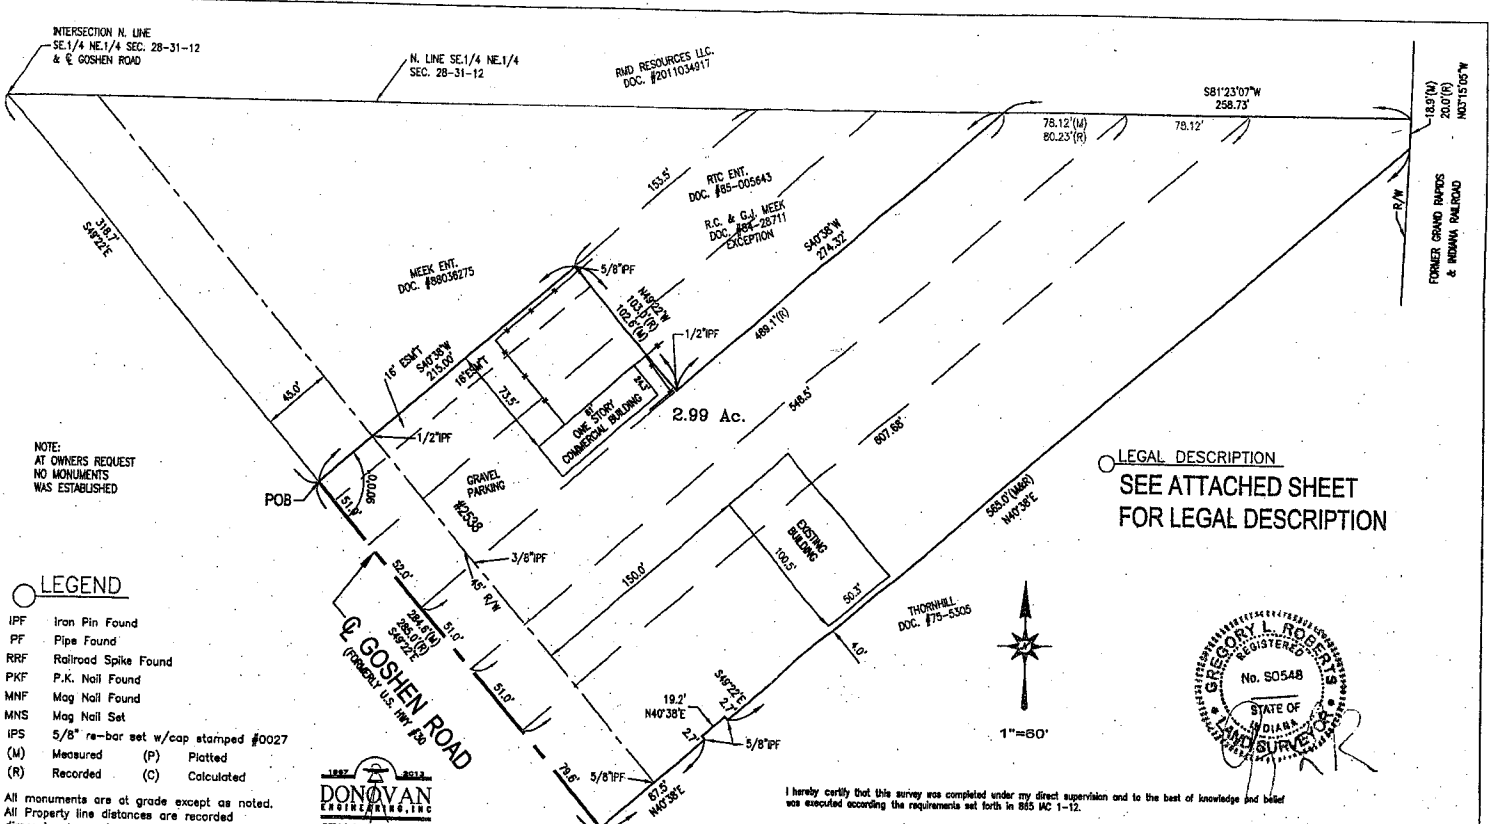 INTERSECTION N. LINE
SE.1/4 NE.1/4 SEC. 28-31-12
& ℄ GOSHEN ROAD
N. LINE SE.1/4 NE.1/4
SEC. 28-31-12
RMD RESOURCES LLC.
DOC. #2011034917
S81°23'07"W
258.73'
78.12'(M)
80.23'(R)
78.12'
18.9'(M)
20.0'(R)
N03°15'05"W
R/W
FORMER GRAND RAPIDS
& INDIANA RAILROAD
318.7'
S49°22'E
153.5'
RTC ENT.
DOC. #85-005643
R.C. & G.J. MEEK
DOC. #84-28711
EXCEPTION
S40°38'W
274.32'
MEEK ENT.
DOC. #88036275
5/8"IPF
N49°22'W
103.0'(R)
102.6'(M)
1/2"IPF
489.1'(R)
16' ESM'T
S40°38'W
215.00'
16' ESM'T
73.5'
24.3'
61'
ONE STORY
COMMERCIAL BUILDING
2.99 Ac.
548.5'
607.68'
45.0'
1/2"IPF
NOTE:
AT OWNERS REQUEST
NO MONUMENTS
WAS ESTABLISHED
POB
90°0'0"
51.0'
GRAVEL
PARKING
#2538
LEGAL DESCRIPTION
SEE ATTACHED SHEET
FOR LEGAL DESCRIPTION
565.0'(M&R)
N40°38'E
EXISTING
BUILDING
100.5'
50.3'
3/8"IPF
45' R/W
150.0'
52.0'
284.6'(M)
285.0'(R)
S49°22'E
51.0'
℄ GOSHEN ROAD
(FORMERLY U.S. HWY #30)
51.0'
THORNHILL
DOC. #75-5305
4.0'
LEGEND
IPF Iron Pin Found
PF Pipe Found
RRF Railroad Spike Found
PKF P.K. Nail Found
MNF Mag Nail Found
MNS Mag Nail Set
IPS 5/8" re-bar set w/cap stamped #0027
(M) Measured (P) Platted
(R) Recorded (C) Calculated
All monuments are at grade except as noted.
All Property line distances are recorded
S49°22'E
2.7'
19.2'
N40°38'E
2.7'
5/8"IPF
5/8"IPF
67.5'
N40°38'E
79.6'
N
1"=60'
GREGORY L. ROBERTS
REGISTERED
No. S0548
STATE OF
INDIANA
LAND SURVEYOR
1997 2012
DONOVAN
ENGINEERING, INC
I hereby certify that this survey was completed under my direct supervision and to the best of knowledge and belief
was executed according the requirements set forth in 865 IAC 1-12.